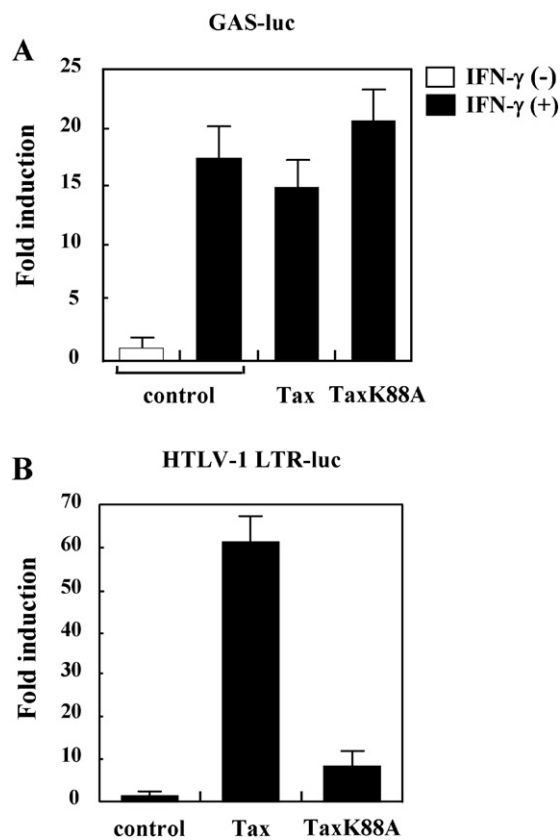 GAS-luc
A
25
20
15
10
5
0
Fold induction
IFN-γ (-)
IFN-γ (+)
control Tax TaxK88A
HTLV-1 LTR-luc
B
70
60
50
40
30
20
10
0
Fold induction
control Tax TaxK88A